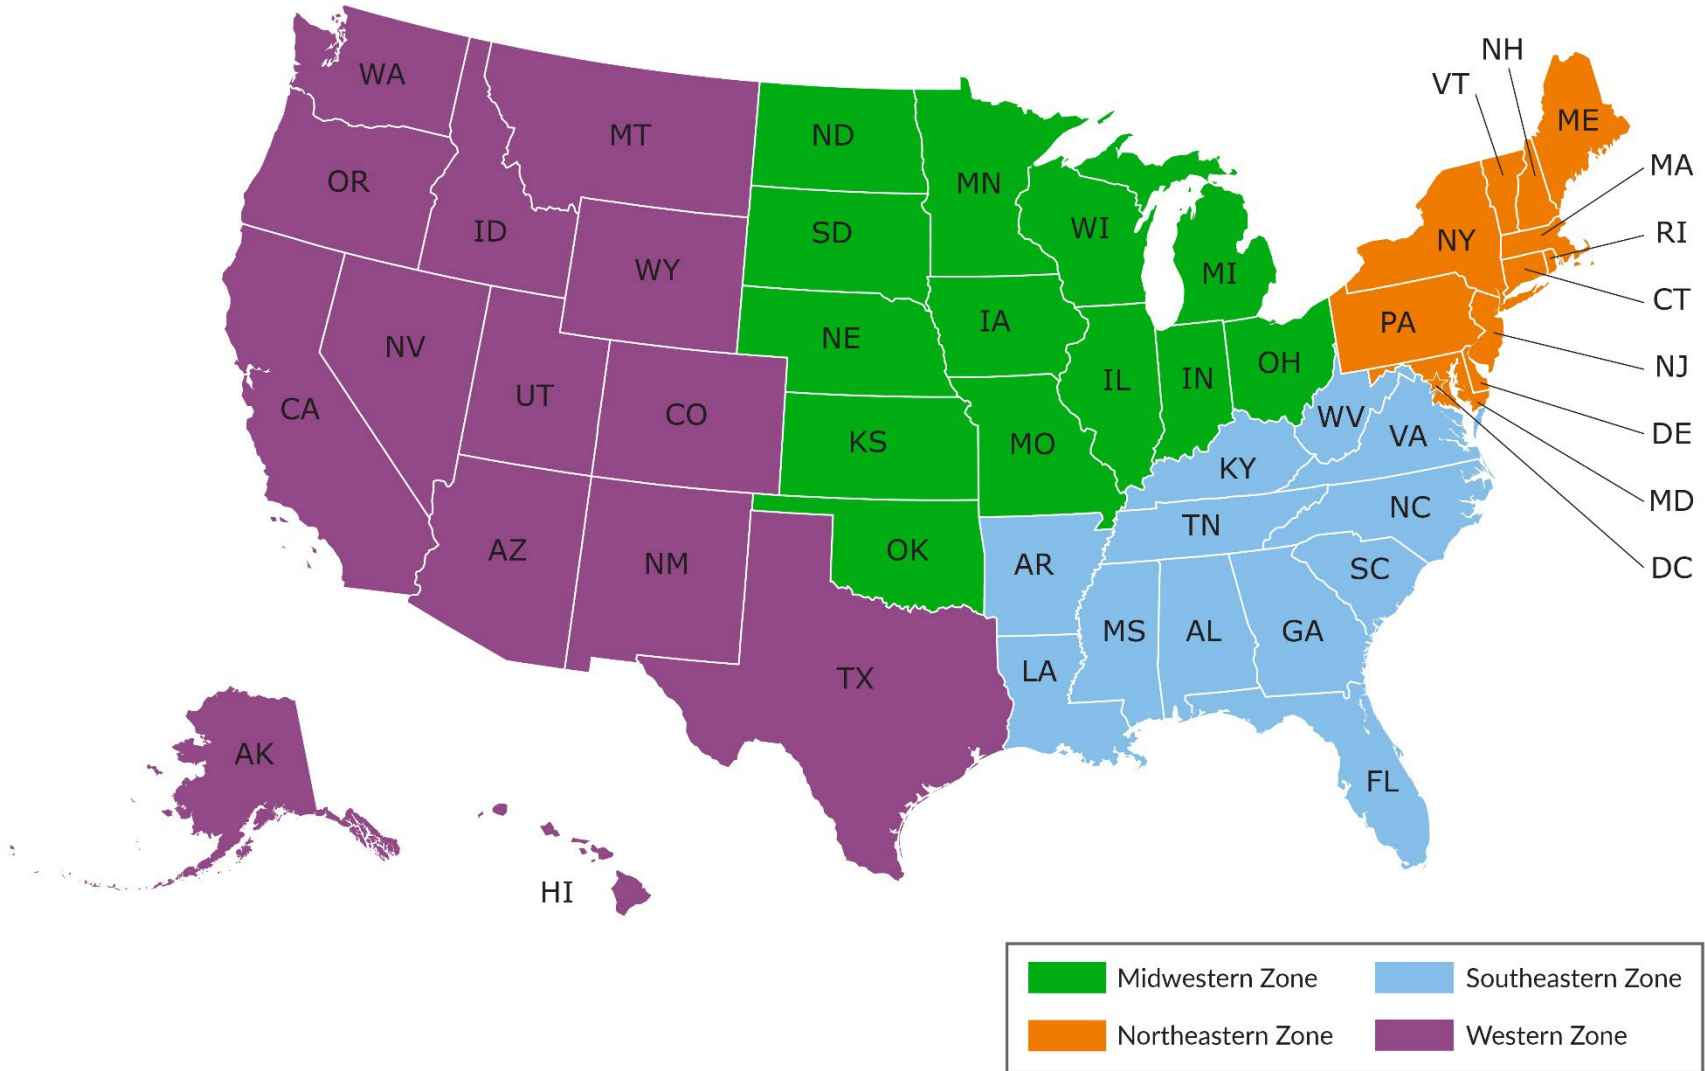 NH
VT
WA
ME
MT
ND
MA
OR
MN
ID
SD
WI
NY
RI
WY
MI
CT
NV
NE
IA
PA
NJ
CA
UT
CO
IL
IN
OH
DE
KS
MO
WV
VA
KY
MD
AZ
NM
OK
AR
TN
NC
DC
SC
MS
AL
GA
TX
LA
AK
FL
HI
Midwestern Zone
Southeastern Zone
Northeastern Zone
Western Zone